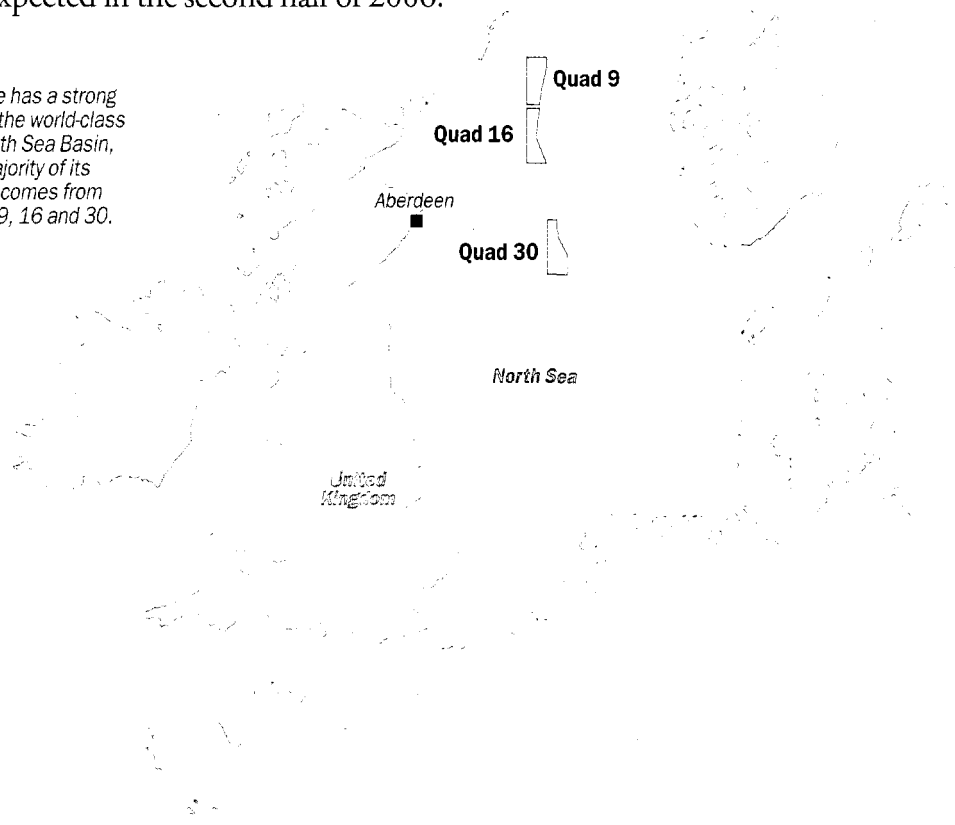 expected in the second half of 2006.
e has a strong
the world-class
th Sea Basin,
jority of its
comes from
9, 16 and 30.
Quad 9
Quad 16
Aberdeen
Quad 30
North Sea
United
Kingdom